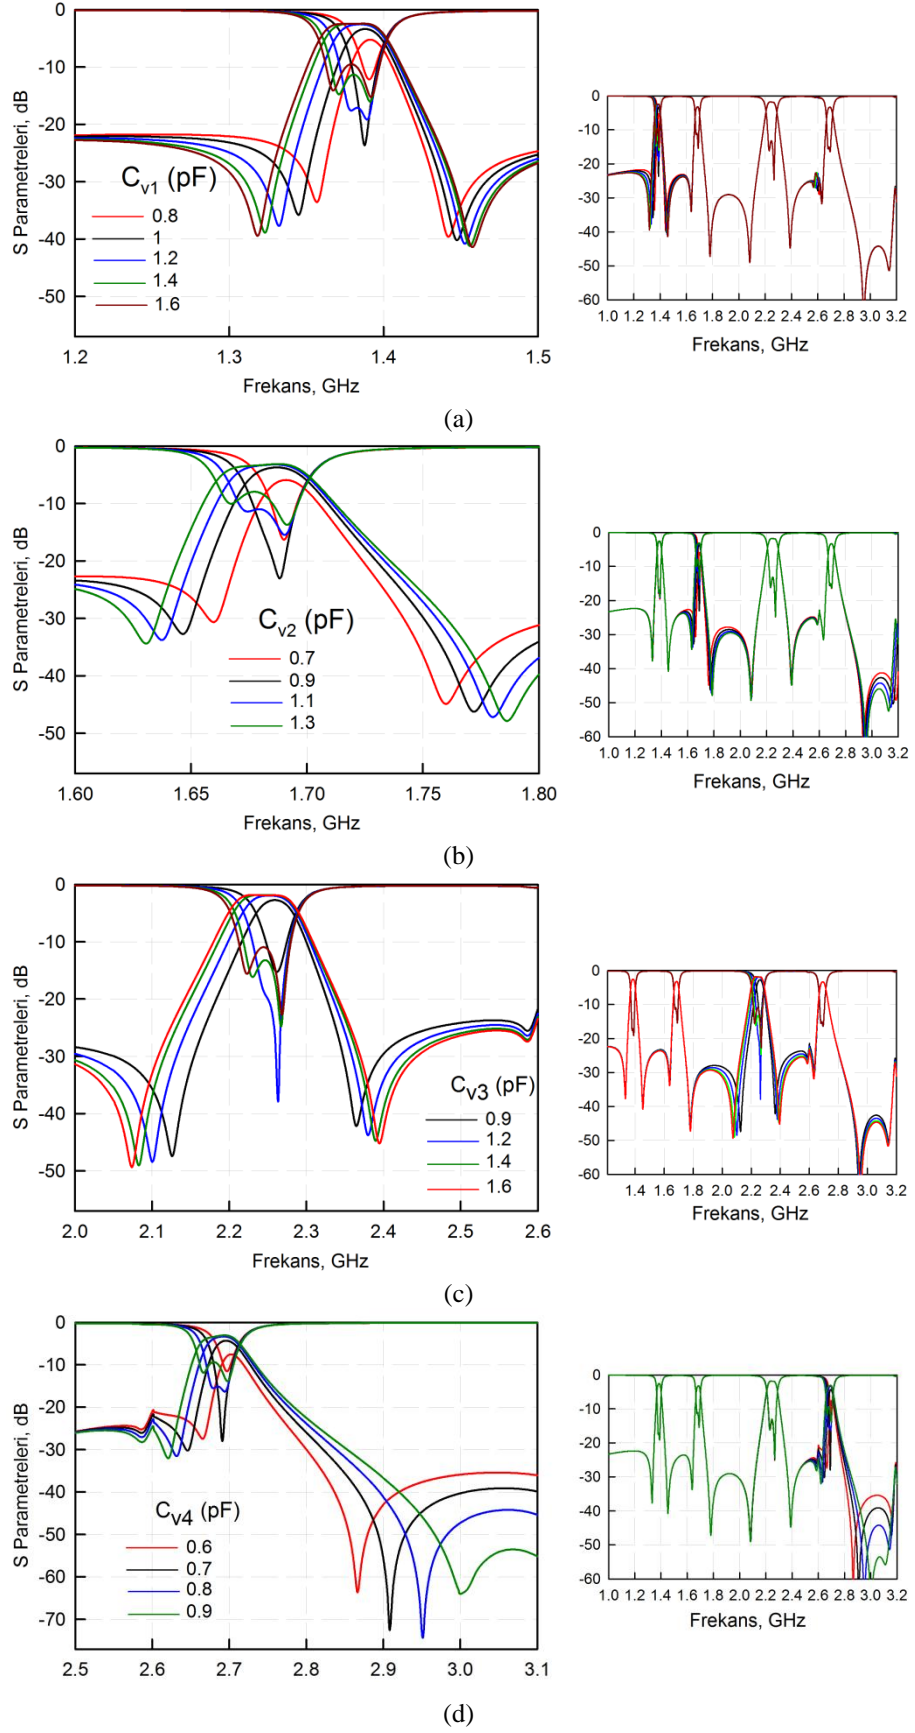 S Parametreleri, dB
0
-10
-20
-30
-40
-50
C_v1 (pF)
0.8
1
1.2
1.4
1.6
1.2 1.3 1.4 1.5
Frekans, GHz
0
-10
-20
-30
-40
-50
-60
1.0 1.2 1.4 1.6 1.8 2.0 2.2 2.4 2.6 2.8 3.0 3.2
Frekans, GHz
(a)
S Parametreleri, dB
0
-10
-20
-30
-40
-50
C_v2 (pF)
0.7
0.9
1.1
1.3
1.60 1.65 1.70 1.75 1.80
Frekans, GHz
0
-10
-20
-30
-40
-50
-60
1.0 1.2 1.4 1.6 1.8 2.0 2.2 2.4 2.6 2.8 3.0 3.2
Frekans, GHz
(b)
S Parametreleri, dB
0
-10
-20
-30
-40
-50
C_v3 (pF)
0.9
1.2
1.4
1.6
2.0 2.1 2.2 2.3 2.4 2.5 2.6
Frekans, GHz
0
-10
-20
-30
-40
-50
-60
1.4 1.6 1.8 2.0 2.2 2.4 2.6 2.8 3.0 3.2
Frekans, GHz
(c)
S Parametreleri, dB
0
-10
-20
-30
-40
-50
-60
-70
C_v4 (pF)
0.6
0.7
0.8
0.9
2.5 2.6 2.7 2.8 2.9 3.0 3.1
Frekans, GHz
0
-10
-20
-30
-40
-50
-60
1.0 1.2 1.4 1.6 1.8 2.0 2.2 2.4 2.6 2.8 3.0 3.2
Frekans, GHz
(d)